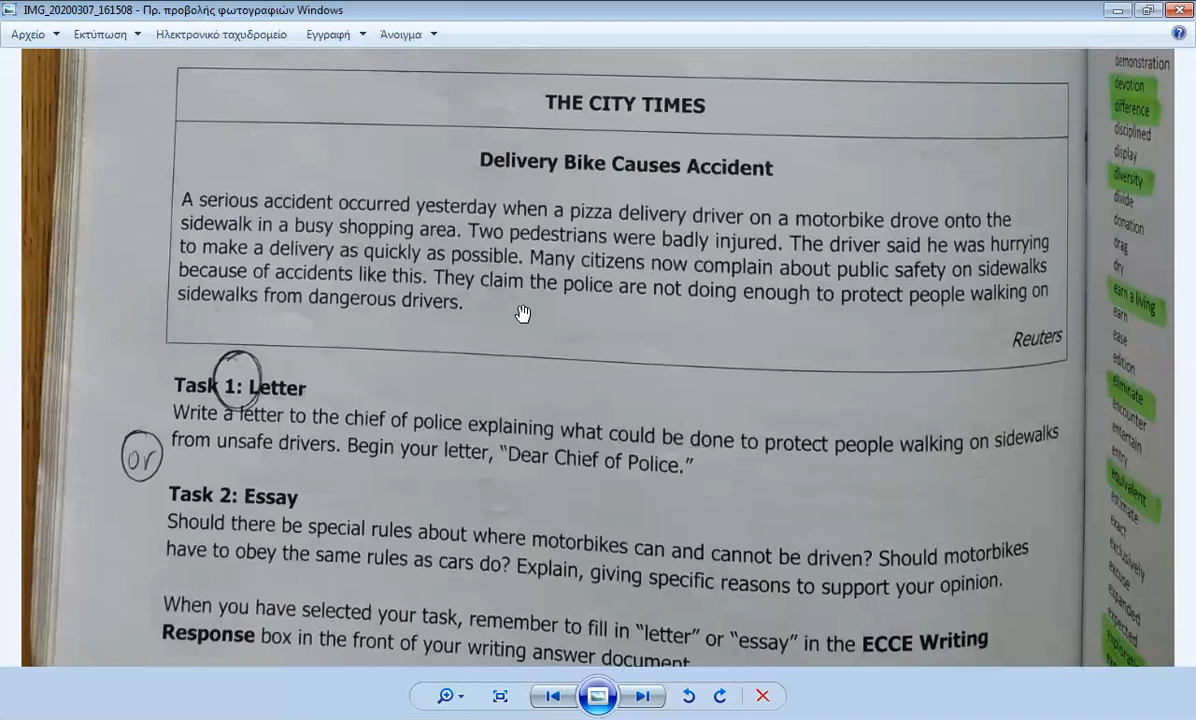 IMG_20200307_161508 - Πρ. προβολής φωτογραφιών Windows
Αρχείο Εκτύπωση Ηλεκτρονικό ταχυδρομείο Εγγραφή Άνοιγμα
THE CITY TIMES
Delivery Bike Causes Accident
A serious accident occurred yesterday when a pizza delivery driver on a motorbike drove onto the
sidewalk in a busy shopping area. Two pedestrians were badly injured. The driver said he was hurrying
to make a delivery as quickly as possible. Many citizens now complain about public safety on sidewalks
because of accidents like this. They claim the police are not doing enough to protect people walking on
sidewalks from dangerous drivers.
Reuters
Task 1: Letter
Write a letter to the chief of police explaining what could be done to protect people walking on sidewalks
from unsafe drivers. Begin your letter, “Dear Chief of Police.”
or
Task 2: Essay
Should there be special rules about where motorbikes can and cannot be driven? Should motorbikes
have to obey the same rules as cars do? Explain, giving specific reasons to support your opinion.
When you have selected your task, remember to fill in “letter” or “essay” in the ECCE Writing
Response box in the front of your writing answer document
demonstration
devotion
difference
disciplined
display
diversity
divide
donation
drag
dry
earn a living
earn
ease
edition
eliminate
encounter
entertain
entry
equivalent
estimate
exact
exclusively
excuse
expanded
expected